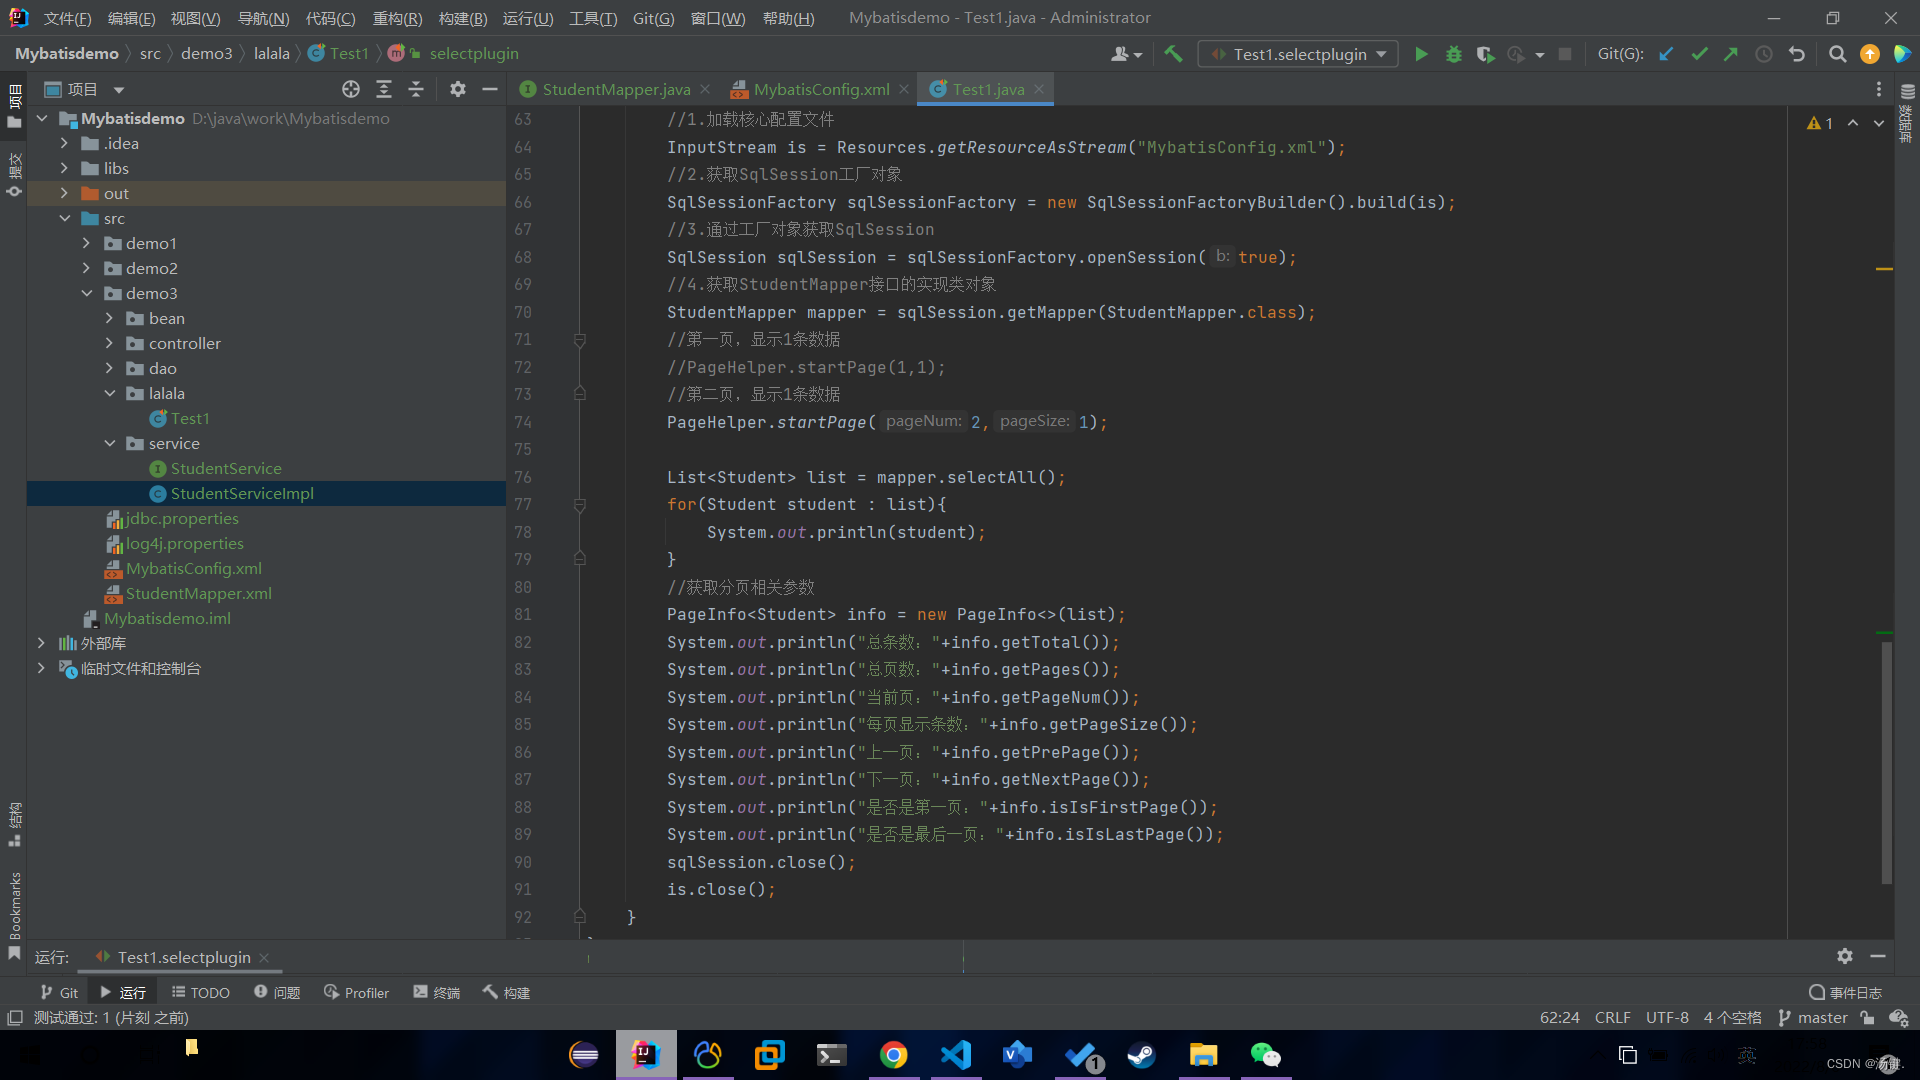 文件(F) 编辑(E) 视图(V) 导航(N) 代码(C) 重构(R) 构建(B) 运行(U) 工具(T) Git(G) 窗口(W) 帮助(H) Mybatisdemo - Test1.java - Administrator
Mybatisdemo src demo3 lalala Test1 selectplugin Test1.selectplugin Git(G):
项目 StudentMapper.java MybatisConfig.xml Test1.java
项目
提交
结构
Bookmarks
数据库
Mybatisdemo D:\java\work\Mybatisdemo
.idea
libs
out
src
demo1
demo2
demo3
bean
controller
dao
lalala
Test1
service
StudentService
StudentServiceImpl
jdbc.properties
log4j.properties
MybatisConfig.xml
StudentMapper.xml
Mybatisdemo.iml
外部库
临时文件和控制台
1
63 //1.加载核心配置文件
64 InputStream is = Resources.getResourceAsStream("MybatisConfig.xml");
65 //2.获取SqlSession工厂对象
66 SqlSessionFactory sqlSessionFactory = new SqlSessionFactoryBuilder().build(is);
67 //3.通过工厂对象获取SqlSession
68 SqlSession sqlSession = sqlSessionFactory.openSession( b: true);
69 //4.获取StudentMapper接口的实现类对象
70 StudentMapper mapper = sqlSession.getMapper(StudentMapper.class);
71 //第一页，显示1条数据
72 //PageHelper.startPage(1,1);
73 //第二页，显示1条数据
74 PageHelper.startPage( pageNum: 2, pageSize: 1);
75
76 List<Student> list = mapper.selectAll();
77 for(Student student : list){
78 System.out.println(student);
79 }
80 //获取分页相关参数
81 PageInfo<Student> info = new PageInfo<>(list);
82 System.out.println("总条数："+info.getTotal());
83 System.out.println("总页数："+info.getPages());
84 System.out.println("当前页："+info.getPageNum());
85 System.out.println("每页显示条数："+info.getPageSize());
86 System.out.println("上一页："+info.getPrePage());
87 System.out.println("下一页："+info.getNextPage());
88 System.out.println("是否是第一页："+info.isIsFirstPage());
89 System.out.println("是否是最后一页："+info.isIsLastPage());
90 sqlSession.close();
91 is.close();
92 }
运行: Test1.selectplugin
Git 运行 TODO 问题 Profiler 终端 构建 事件日志
测试通过: 1 (片刻 之前) 62:24 CRLF UTF-8 4 个空格 master
英
CSDN @汤键.